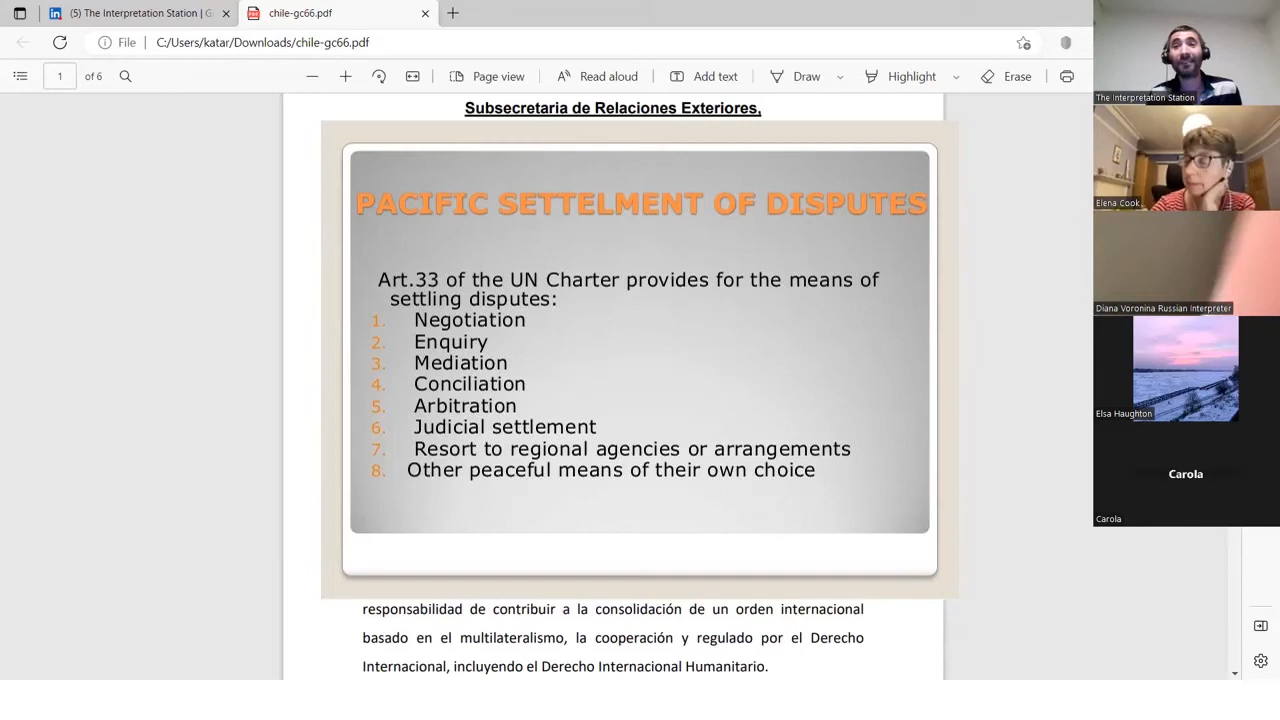 (5) The Interpretation Station | G
chile-gc66.pdf
File C:/Users/katar/Downloads/chile-gc66.pdf
1 of 6
Page view
Read aloud
Add text
Draw
Highlight
Erase
Subsecretaria de Relaciones Exteriores.
PACIFIC SETTELMENT OF DISPUTES
Art.33 of the UN Charter provides for the means of
settling disputes:
1. Negotiation
2. Enquiry
3. Mediation
4. Conciliation
5. Arbitration
6. Judicial settlement
7. Resort to regional agencies or arrangements
8. Other peaceful means of their own choice
responsabilidad de contribuir a la consolidación de un orden internacional
basado en el multilateralismo, la cooperación y regulado por el Derecho
Internacional, incluyendo el Derecho Internacional Humanitario.
The Interpretation Station
Elena Cook
Diana Voronina Russian Interpreter
Elsa Haughton
Carola
Carola